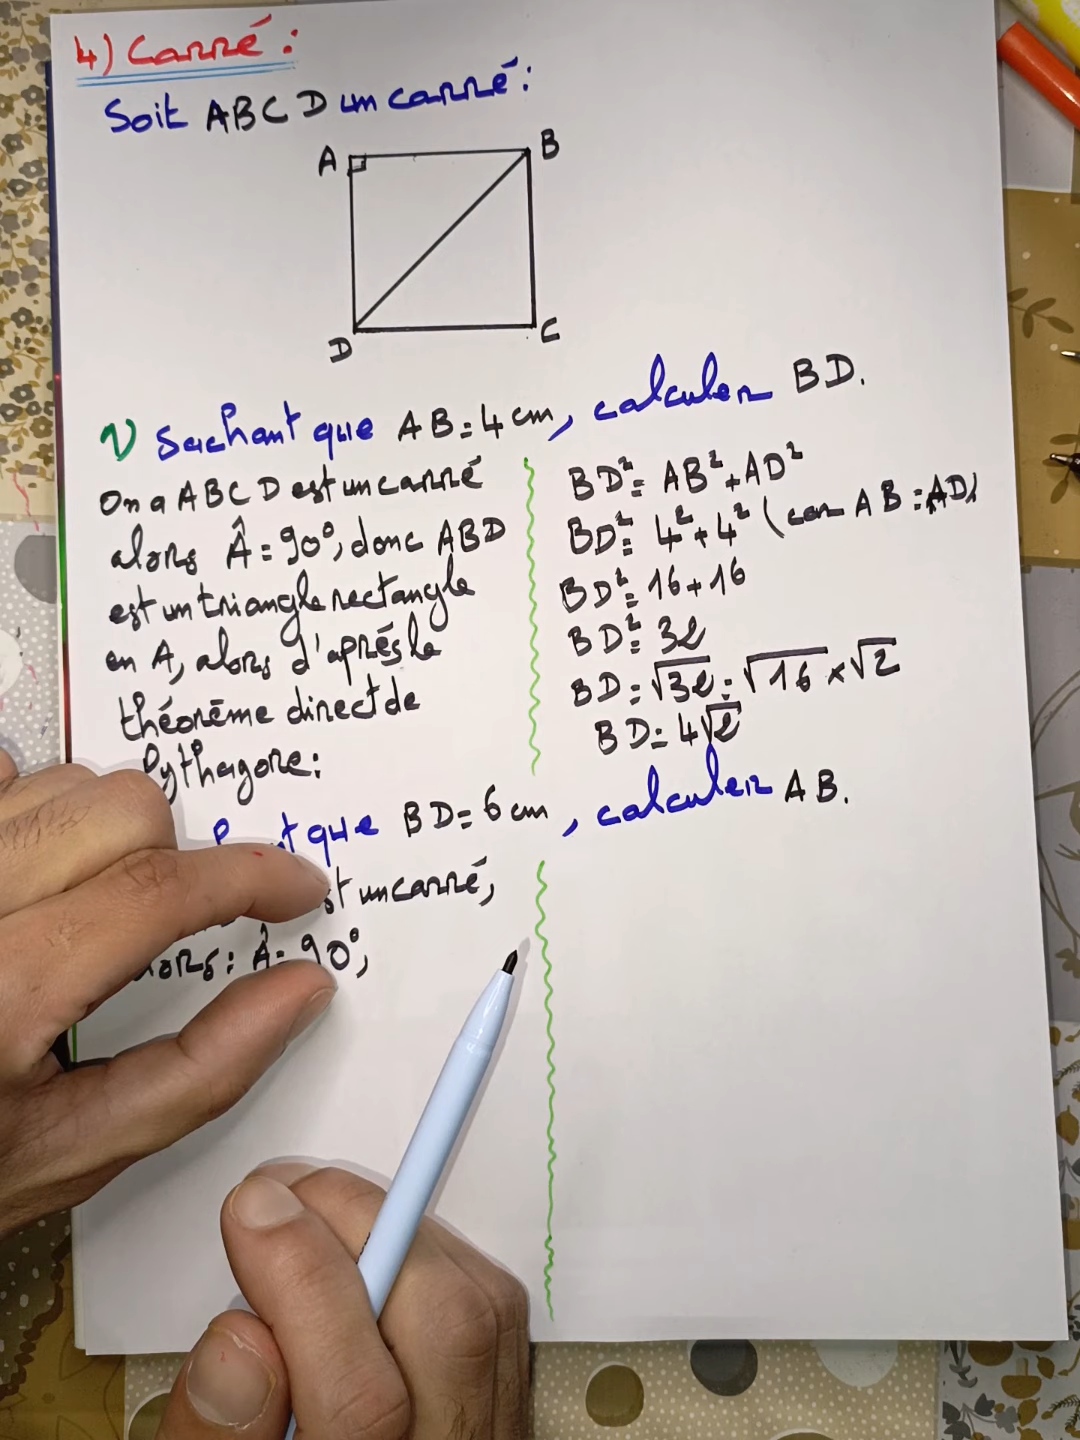 4) Carré :
Soit ABCD un carré :
A
B
D
C
1) Sachant que AB = 4 cm, calculer BD.
On a ABCD est un carré
alors Â = 90°, donc ABD
est un triangle rectangle
en A, alors d'après le
théorème direct de
Pythagore :
BD² = AB² + AD²
BD² = 4² + 4² (car AB = AD)
BD² = 16 + 16
BD² = 32
BD = √32 = √16 × √2
BD = 4√2
que BD = 6 cm, calculer AB.
un carré,
Â = 90°,